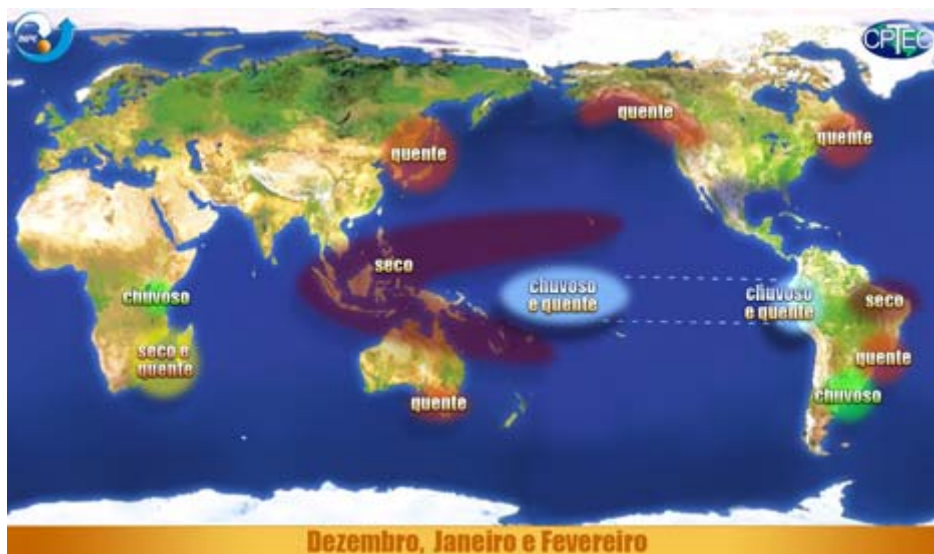 CPTEC
quente
quente
quente
seco
chuvoso
e quente
chuvoso
e quente
seco
chuvoso
seco e
quente
quente
quente
chuvoso
Dezembro, Janeiro e Fevereiro